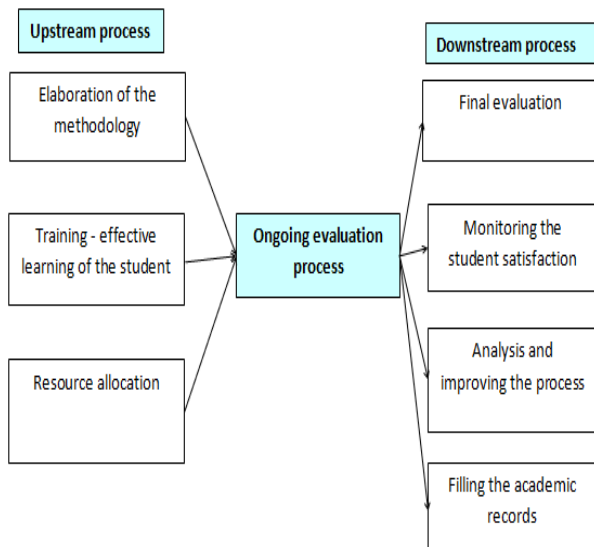 Upstream process
Elaboration of the
methodology
Training - effective
learning of the student
Resource allocation
Ongoing evaluation
process
Downstream process
Final evaluation
Monitoring the
student satisfaction
Analysis and
improving the process
Filling the academic
records